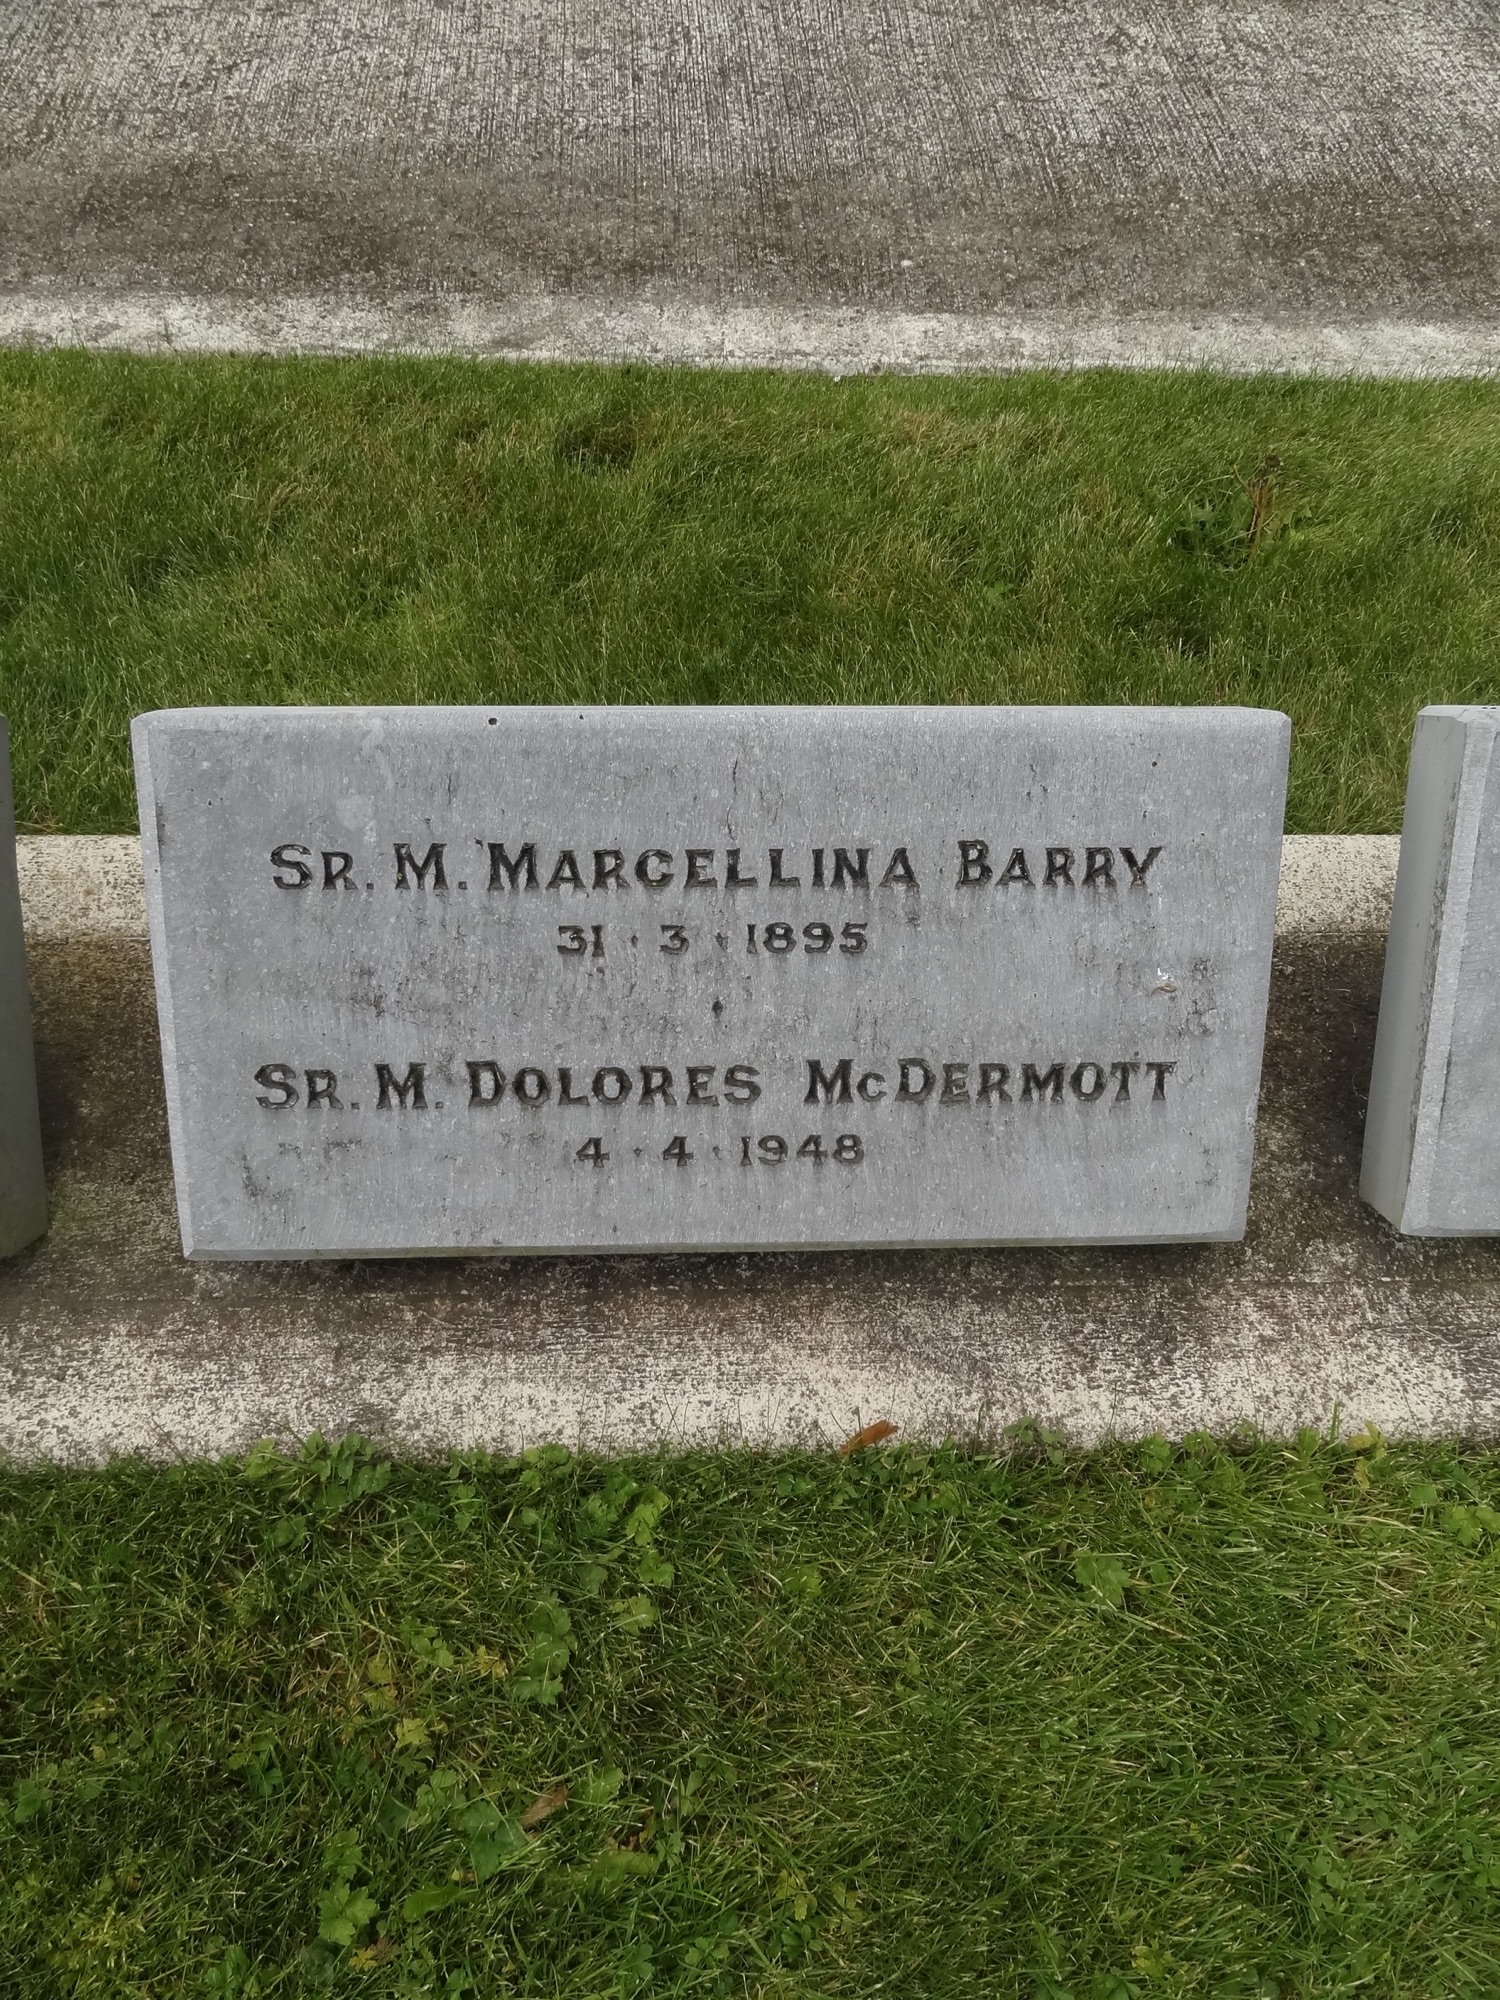 Sr. M. Marcellina Barry
31 · 3 · 1895
Sr. M. Dolores McDermott
4 · 4 · 1948